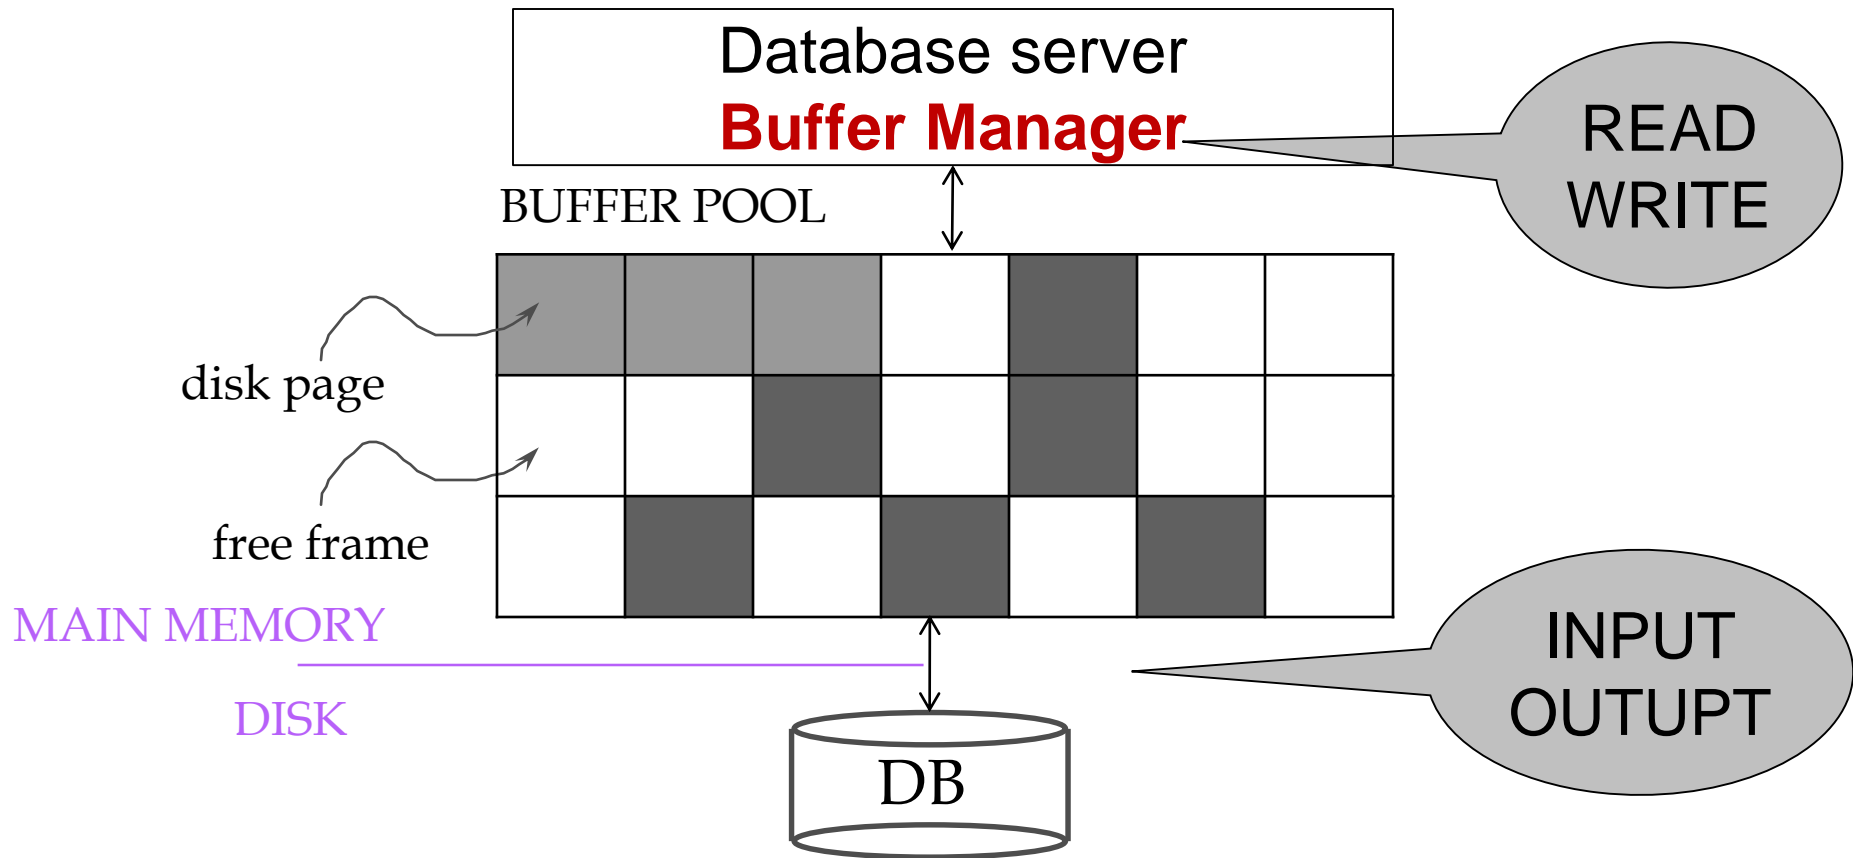 Database server
Buffer Manager
READ
WRITE
BUFFER POOL
disk page
free frame
MAIN MEMORY
DISK
INPUT
OUTUPT
DB